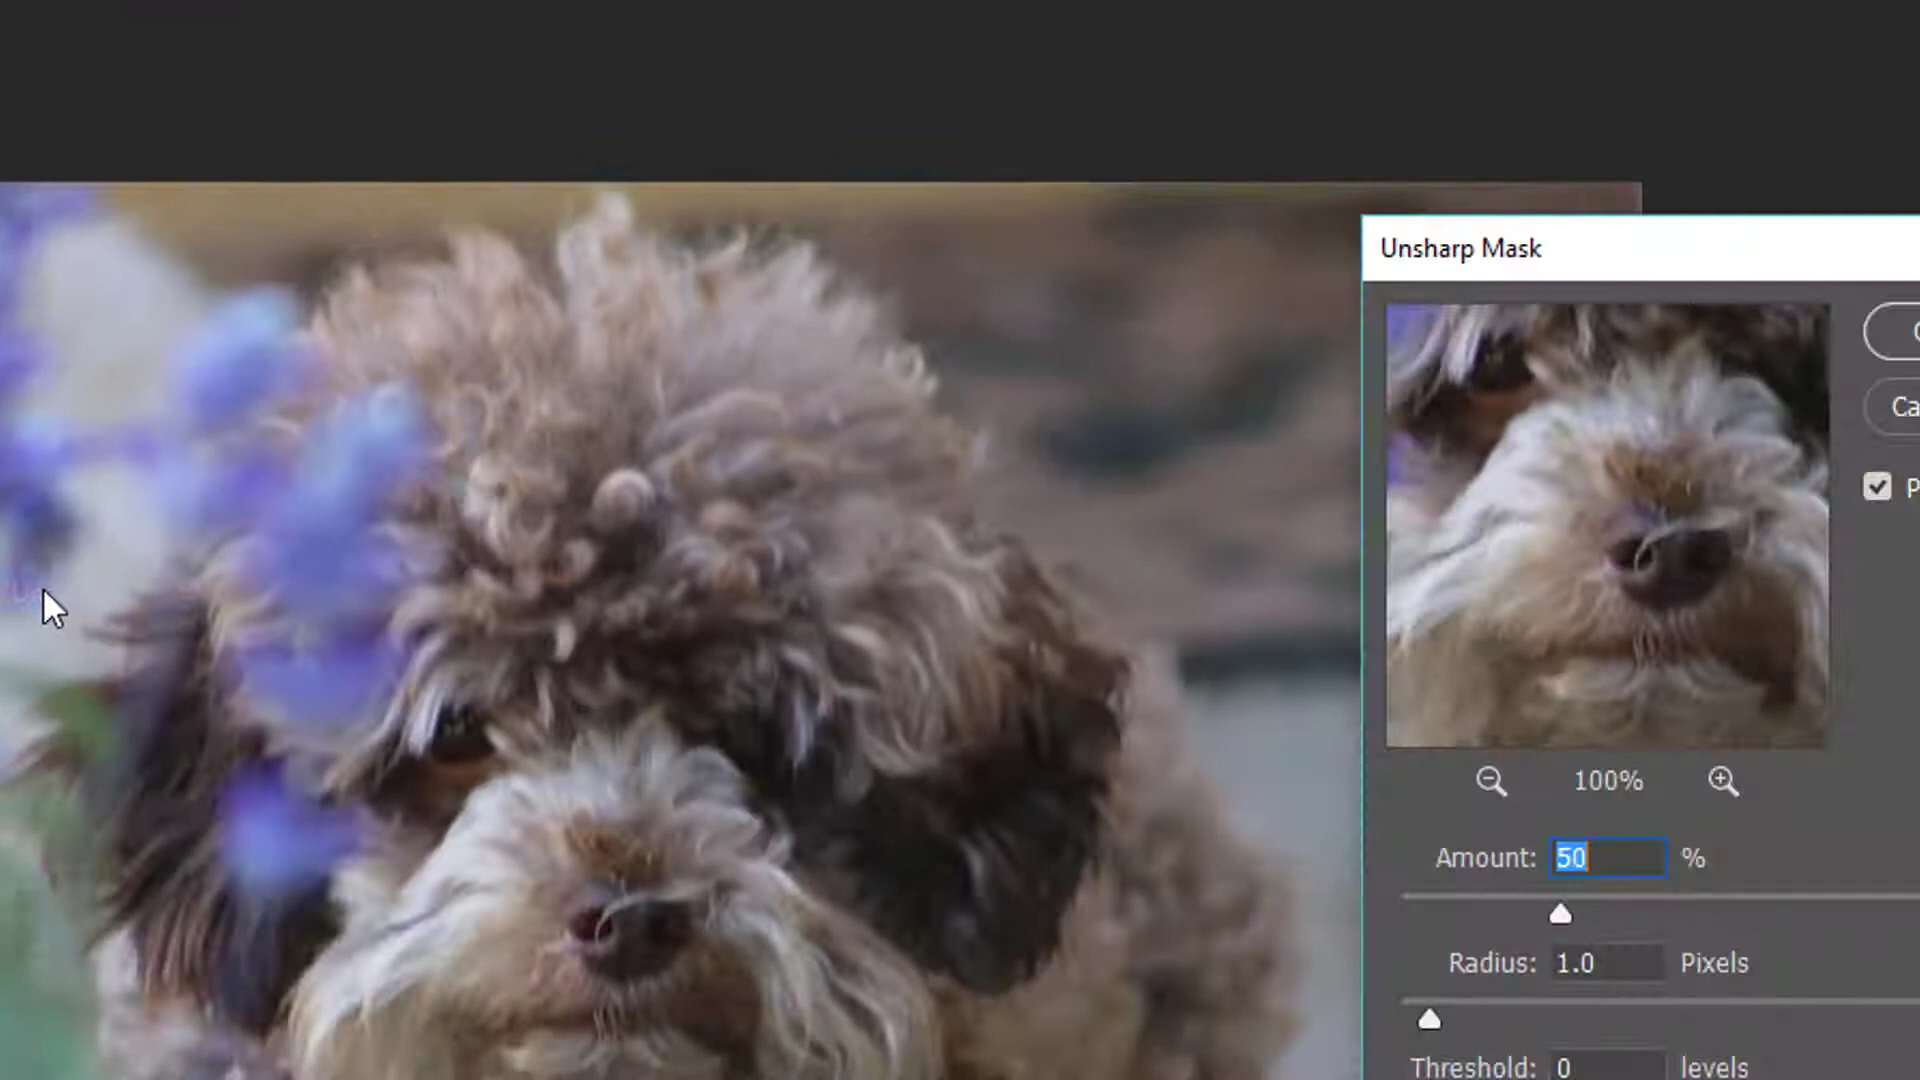 Unsharp Mask
Ca
100%
Amount: 50 %
Radius: 1.0 Pixels
Threshold: 0 levels